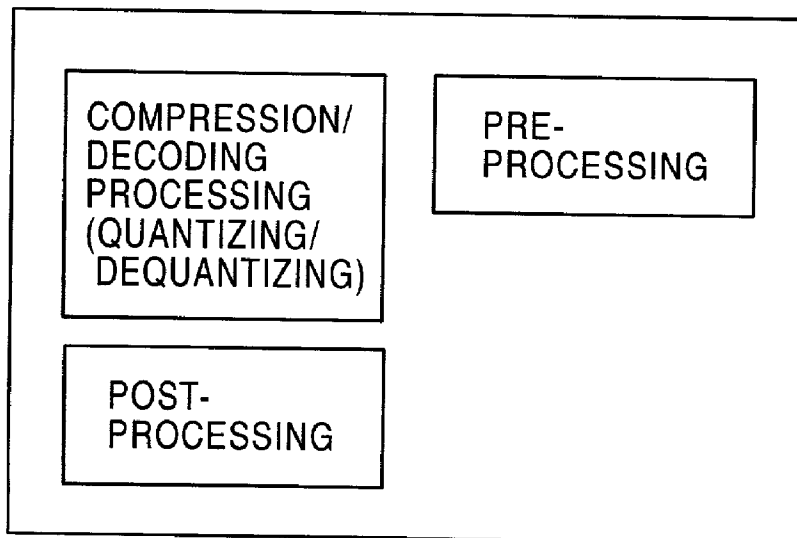 COMPRESSION/
DECODING
PROCESSING
(QUANTIZING/
DEQUANTIZING)
PRE-
PROCESSING
POST-
PROCESSING